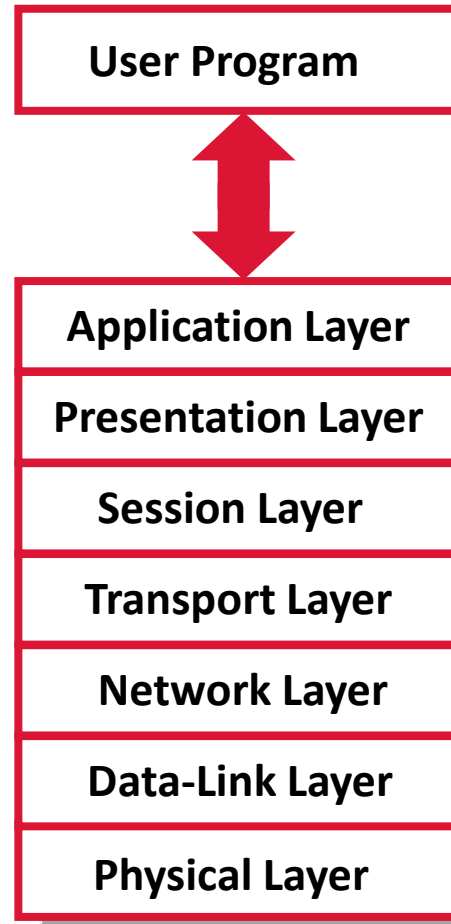 User Program
Application Layer
Presentation Layer
Session Layer
Transport Layer
Network Layer
Data-Link Layer
Physical Layer